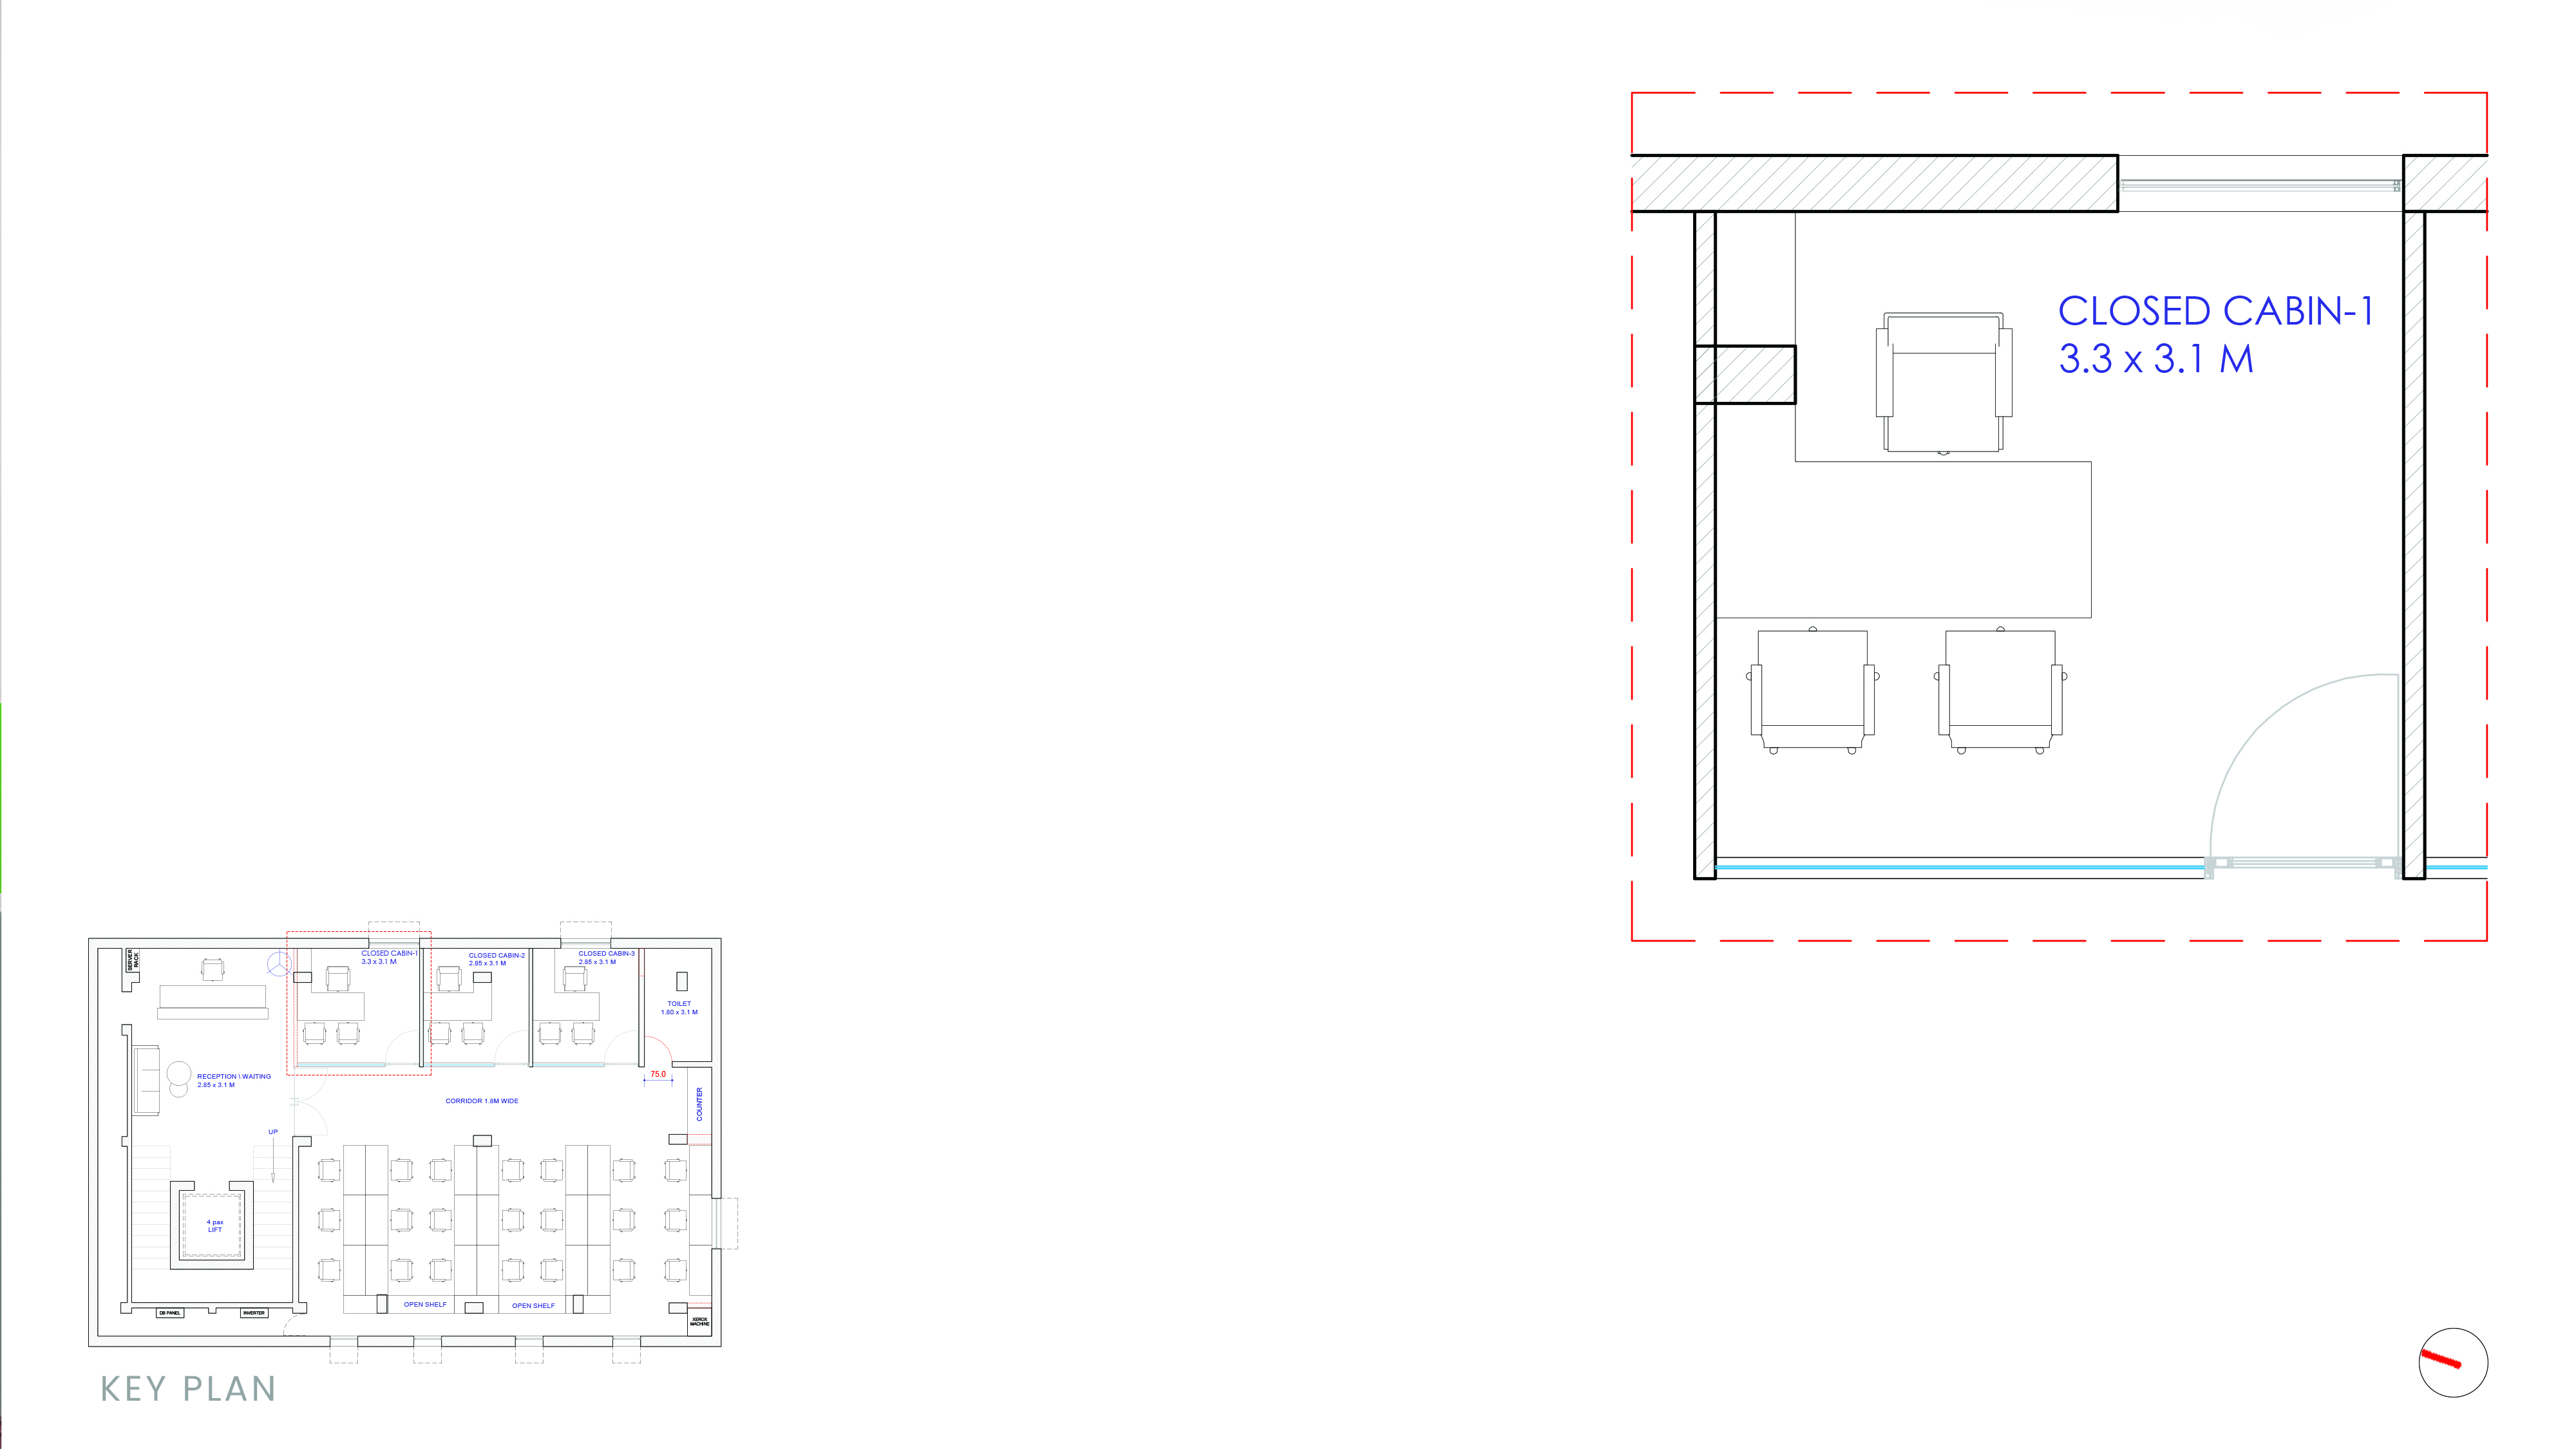 CLOSED CABIN-1
3.3 x 3.1 M
SERVER
RACK
CLOSED CABIN-1
3.3 x 3.1 M
CLOSED CABIN-2
2.85 x 3.1 M
CLOSED CABIN-3
2.85 x 3.1 M
TOILET
1.80 x 3.1 M
RECEPTION \ WAITING
2.85 x 3.1 M
75.0
CORRIDOR 1.8M WIDE
COUNTER
UP
4 pax
LIFT
OPEN SHELF
OPEN SHELF
DB PANEL
INVERTER
XEROX
MACHINE
KEY PLAN